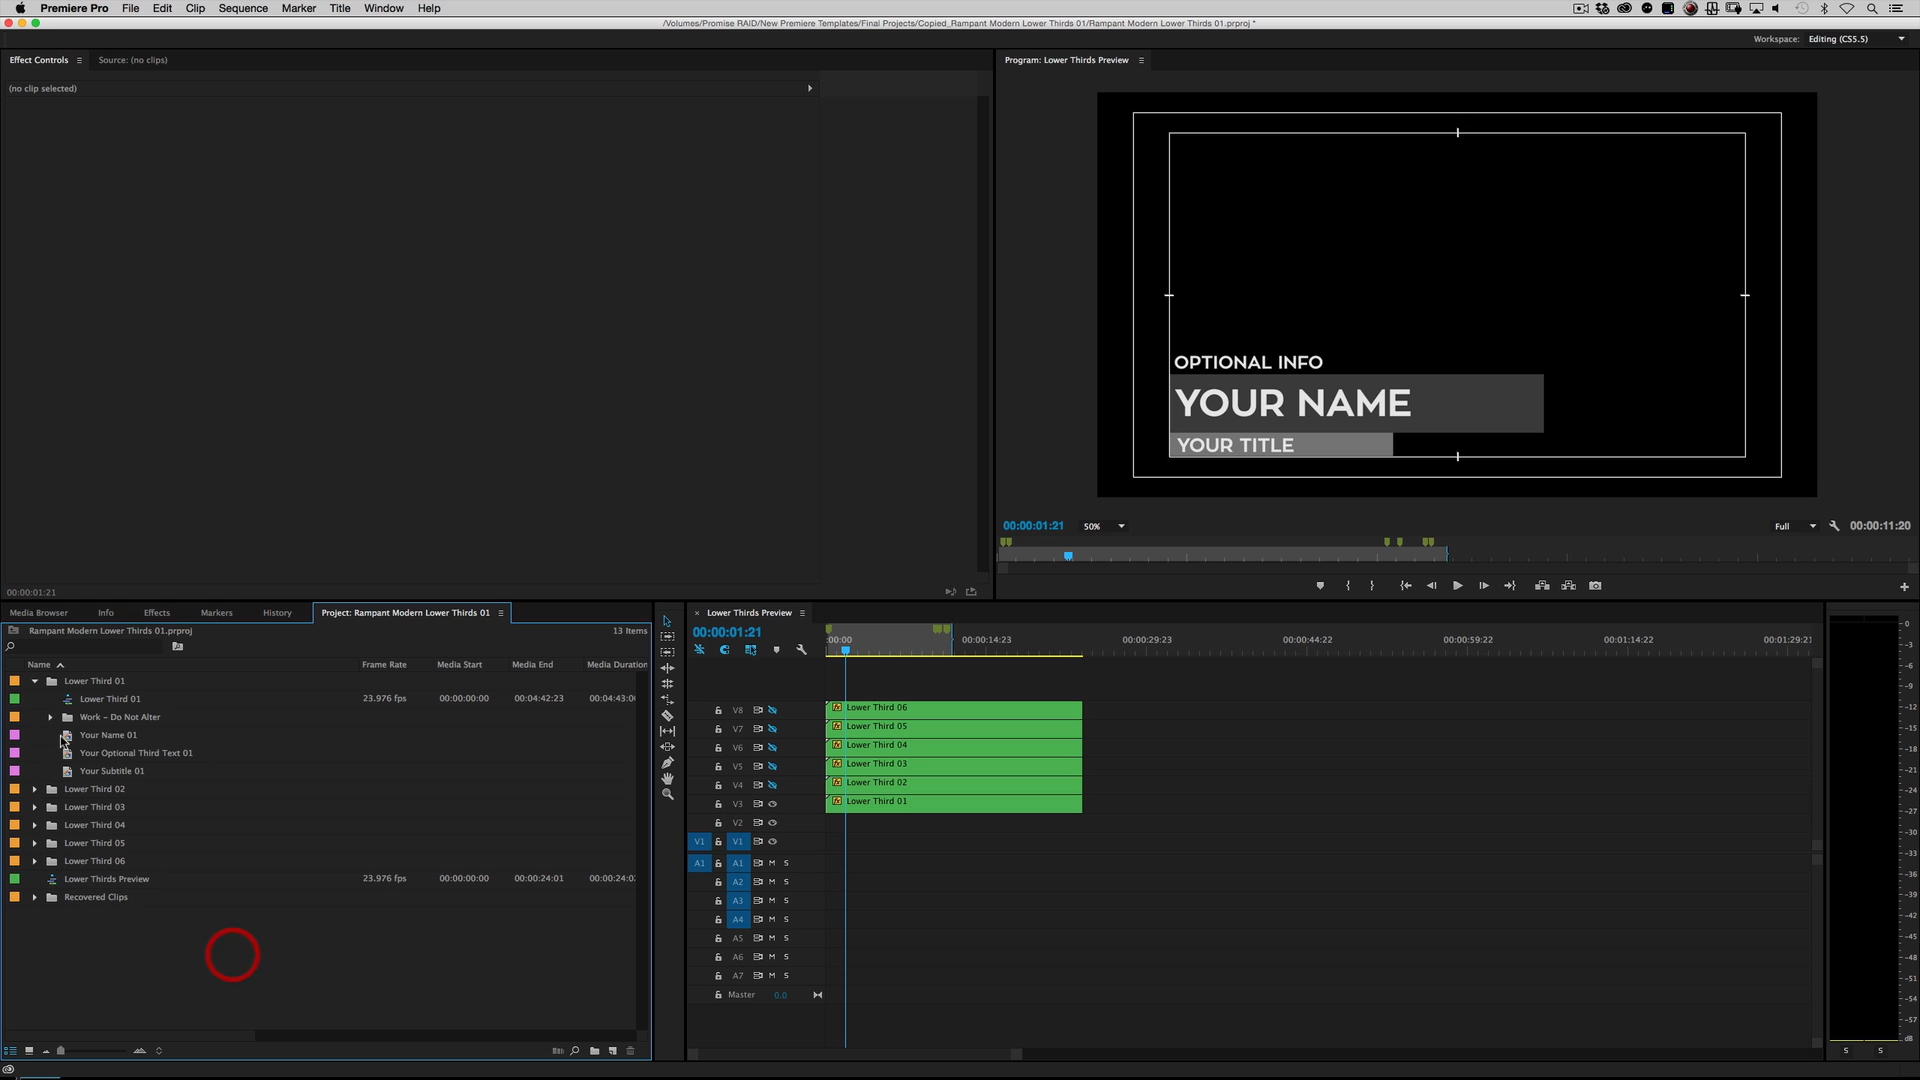 Premiere Pro File Edit Clip Sequence Marker Title Window Help
/Volumes/Promise RAID/New Premiere Templates/Final Projects/Copied_Rampant Modern Lower Thirds 01/Rampant Modern Lower Thirds 01.prproj *
Workspace: Editing (CS5.5)
Effect Controls Source: (no clips)
(no clip selected)
00:00:01:21
Program: Lower Thirds Preview
OPTIONAL INFO
YOUR NAME
YOUR TITLE
00:00:01:21 50% Full 00:00:11:20
Media Browser Info Effects Markers History Project: Rampant Modern Lower Thirds 01
Rampant Modern Lower Thirds 01.prproj 13 Items
Name Frame Rate Media Start Media End Media Duration
Lower Third 01
Lower Third 01 23.976 fps 00:00:00:00 00:04:42:23 00:04:43:0
Work – Do Not Alter
Your Name 01
Your Optional Third Text 01
Your Subtitle 01
Lower Third 02
Lower Third 03
Lower Third 04
Lower Third 05
Lower Third 06
Lower Thirds Preview 23.976 fps 00:00:00:00 00:00:24:01 00:00:24:0
Recovered Clips
× Lower Thirds Preview
00:00:01:21
:00:00 00:00:14:23 00:00:29:23 00:00:44:22 00:00:59:22 00:01:14:22 00:01:29:21
V8 Lower Third 06
V7 Lower Third 05
V6 Lower Third 04
V5 Lower Third 03
V4 Lower Third 02
V3 Lower Third 01
V2
V1 V1
A1 A1 M S
A2 M S
A3 M S
A4 M S
A5 M S
A6 M S
A7 M S
Master 0.0
0
-3
-6
-9
-12
-15
-18
-21
-24
-27
-30
-33
-36
-39
-42
-45
-48
-51
-54
-57
dB
S S